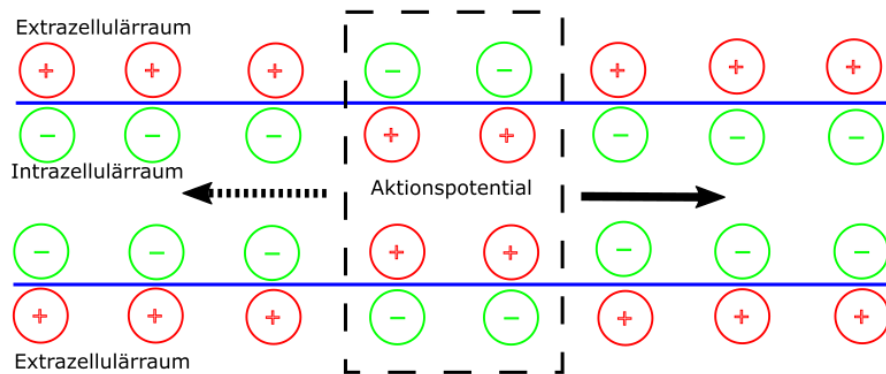 Extrazellulärraum
+ + + − − + + +
− − − + + − − −
Intrazellulärraum
Aktionspotential
− − − + + − − −
+ + + − − + + +
Extrazellulärraum